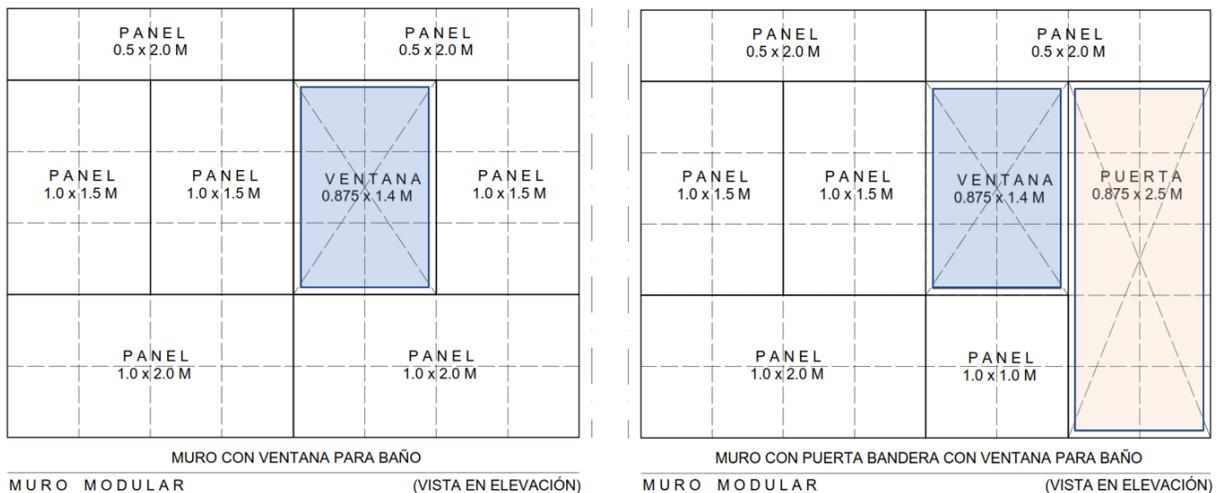 PANEL
0.5 x 2.0 M
PANEL
0.5 x 2.0 M
PANEL
1.0 x 1.5 M
PANEL
1.0 x 1.5 M
VENTANA
0.875 x 1.4 M
PANEL
1.0 x 1.5 M
PANEL
1.0 x 2.0 M
PANEL
1.0 x 2.0 M
MURO CON VENTANA PARA BAÑO
MURO MODULAR (VISTA EN ELEVACIÓN)
PANEL
0.5 x 2.0 M
PANEL
0.5 x 2.0 M
PANEL
1.0 x 1.5 M
PANEL
1.0 x 1.5 M
VENTANA
0.875 x 1.4 M
PUERTA
0.875 x 2.5 M
PANEL
1.0 x 2.0 M
PANEL
1.0 x 1.0 M
MURO CON PUERTA BANDERA CON VENTANA PARA BAÑO
MURO MODULAR (VISTA EN ELEVACIÓN)